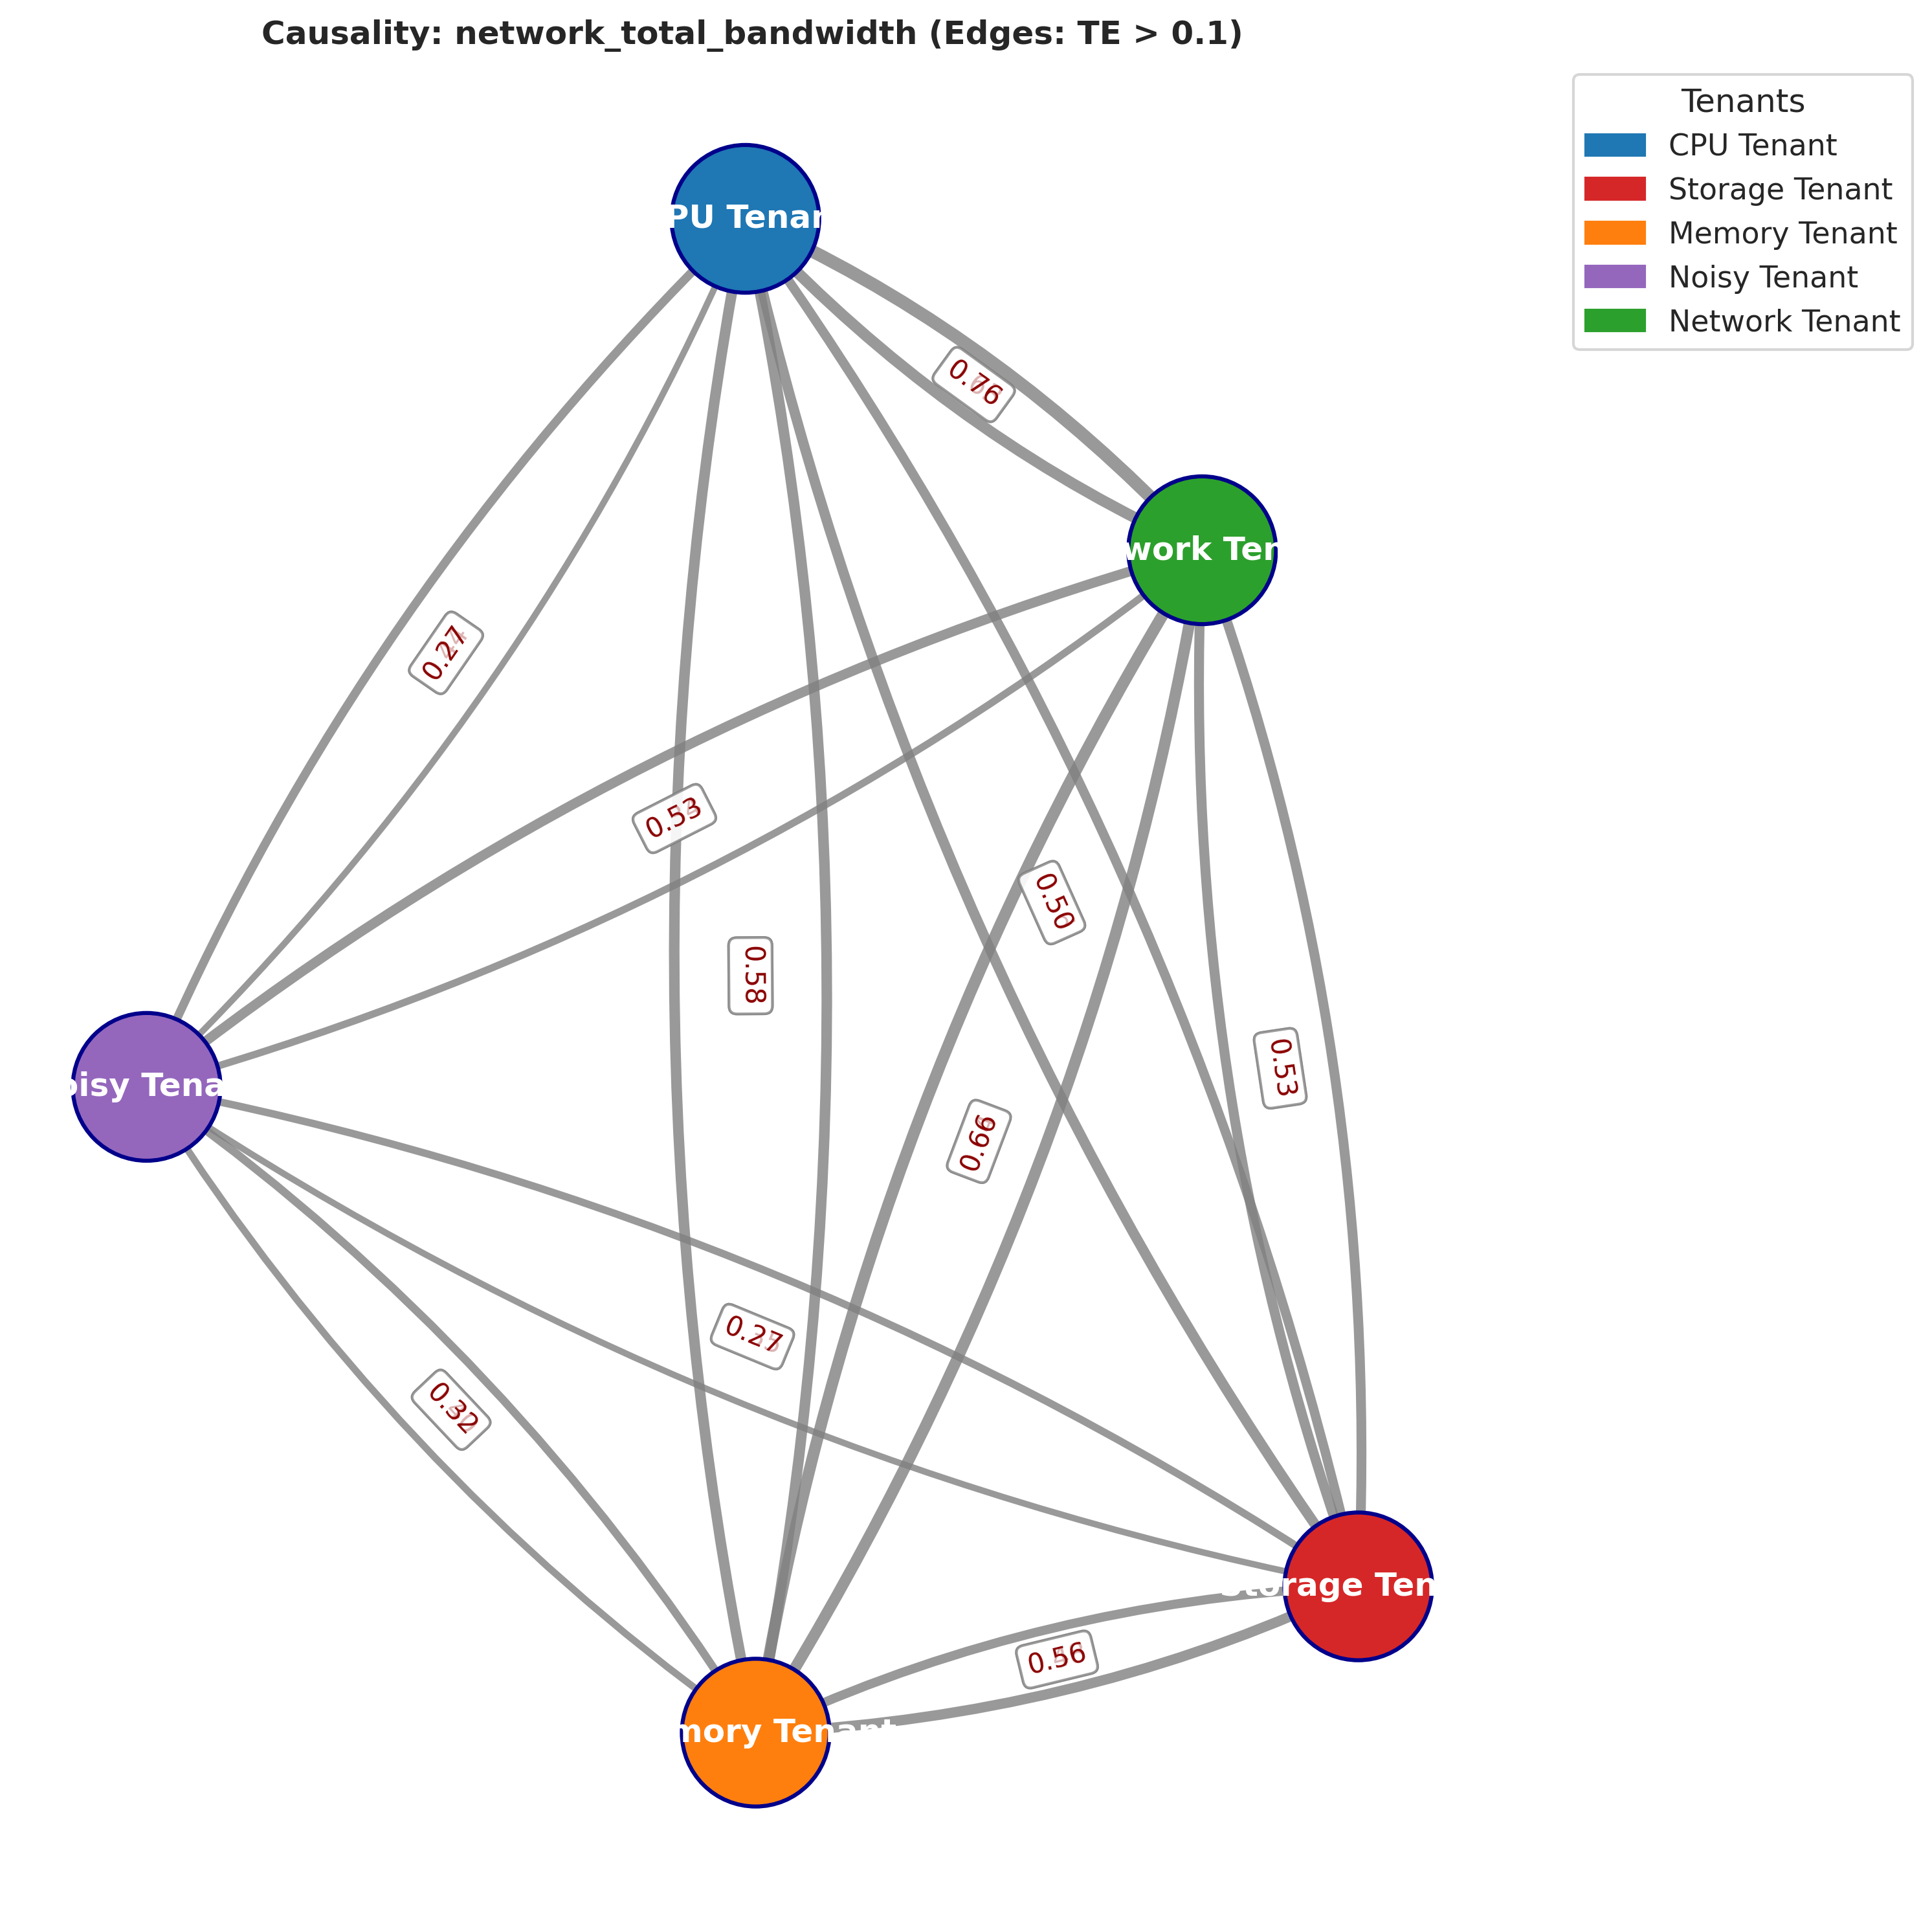 Causality: network_total_bandwidth (Edges: TE > 0.1)
Tenants
CPU Tenant
Storage Tenant
Memory Tenant
Noisy Tenant
Network Tenant
PU Tenan
0.76
work Ten
0.27
0.53
0.50
0.58
0.53
0.66
oisy Tena
0.27
0.32
Storage Ten
0.56
mory Tenant